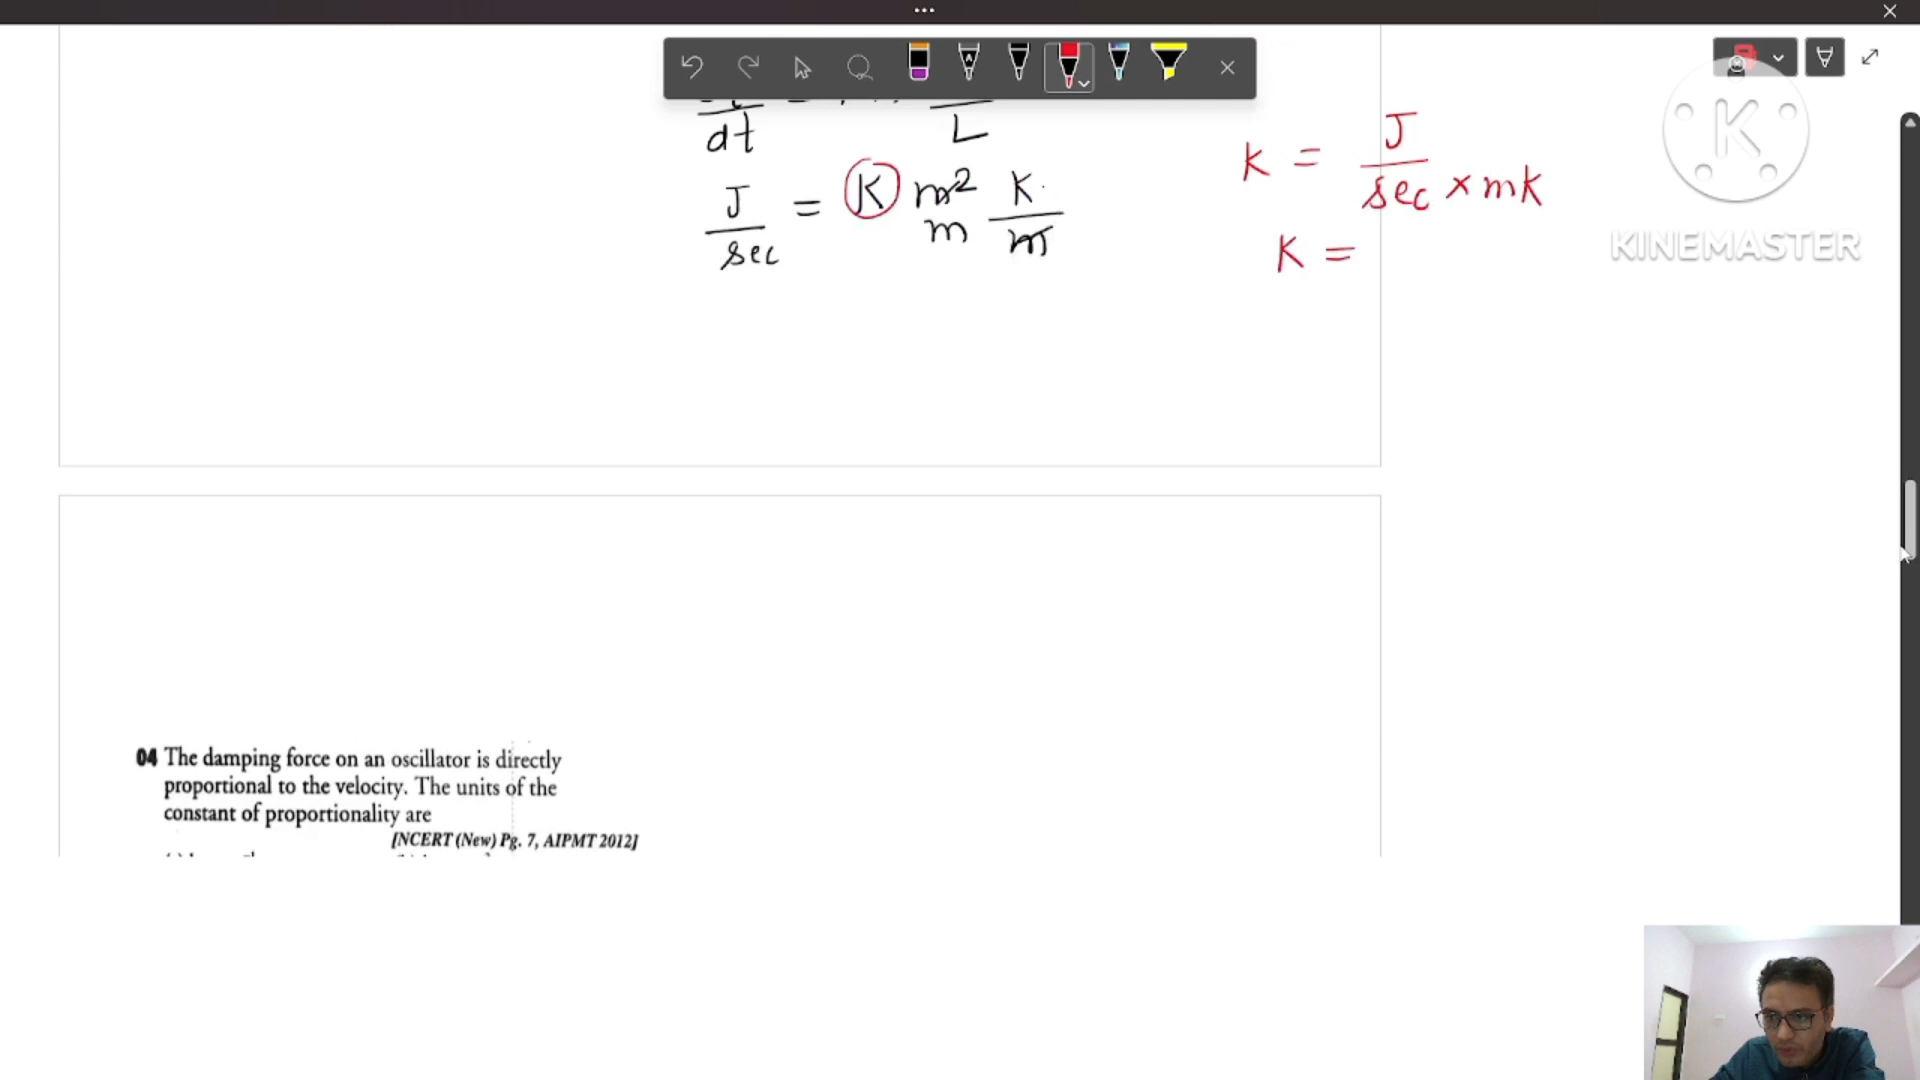 dt
L
J = K m² K
sec m m
K = J
sec × mK
K =
KINEMASTER
04 The damping force on an oscillator is directly
proportional to the velocity. The units of the
constant of proportionality are
[NCERT (New) Pg. 7, AIPMT 2012]